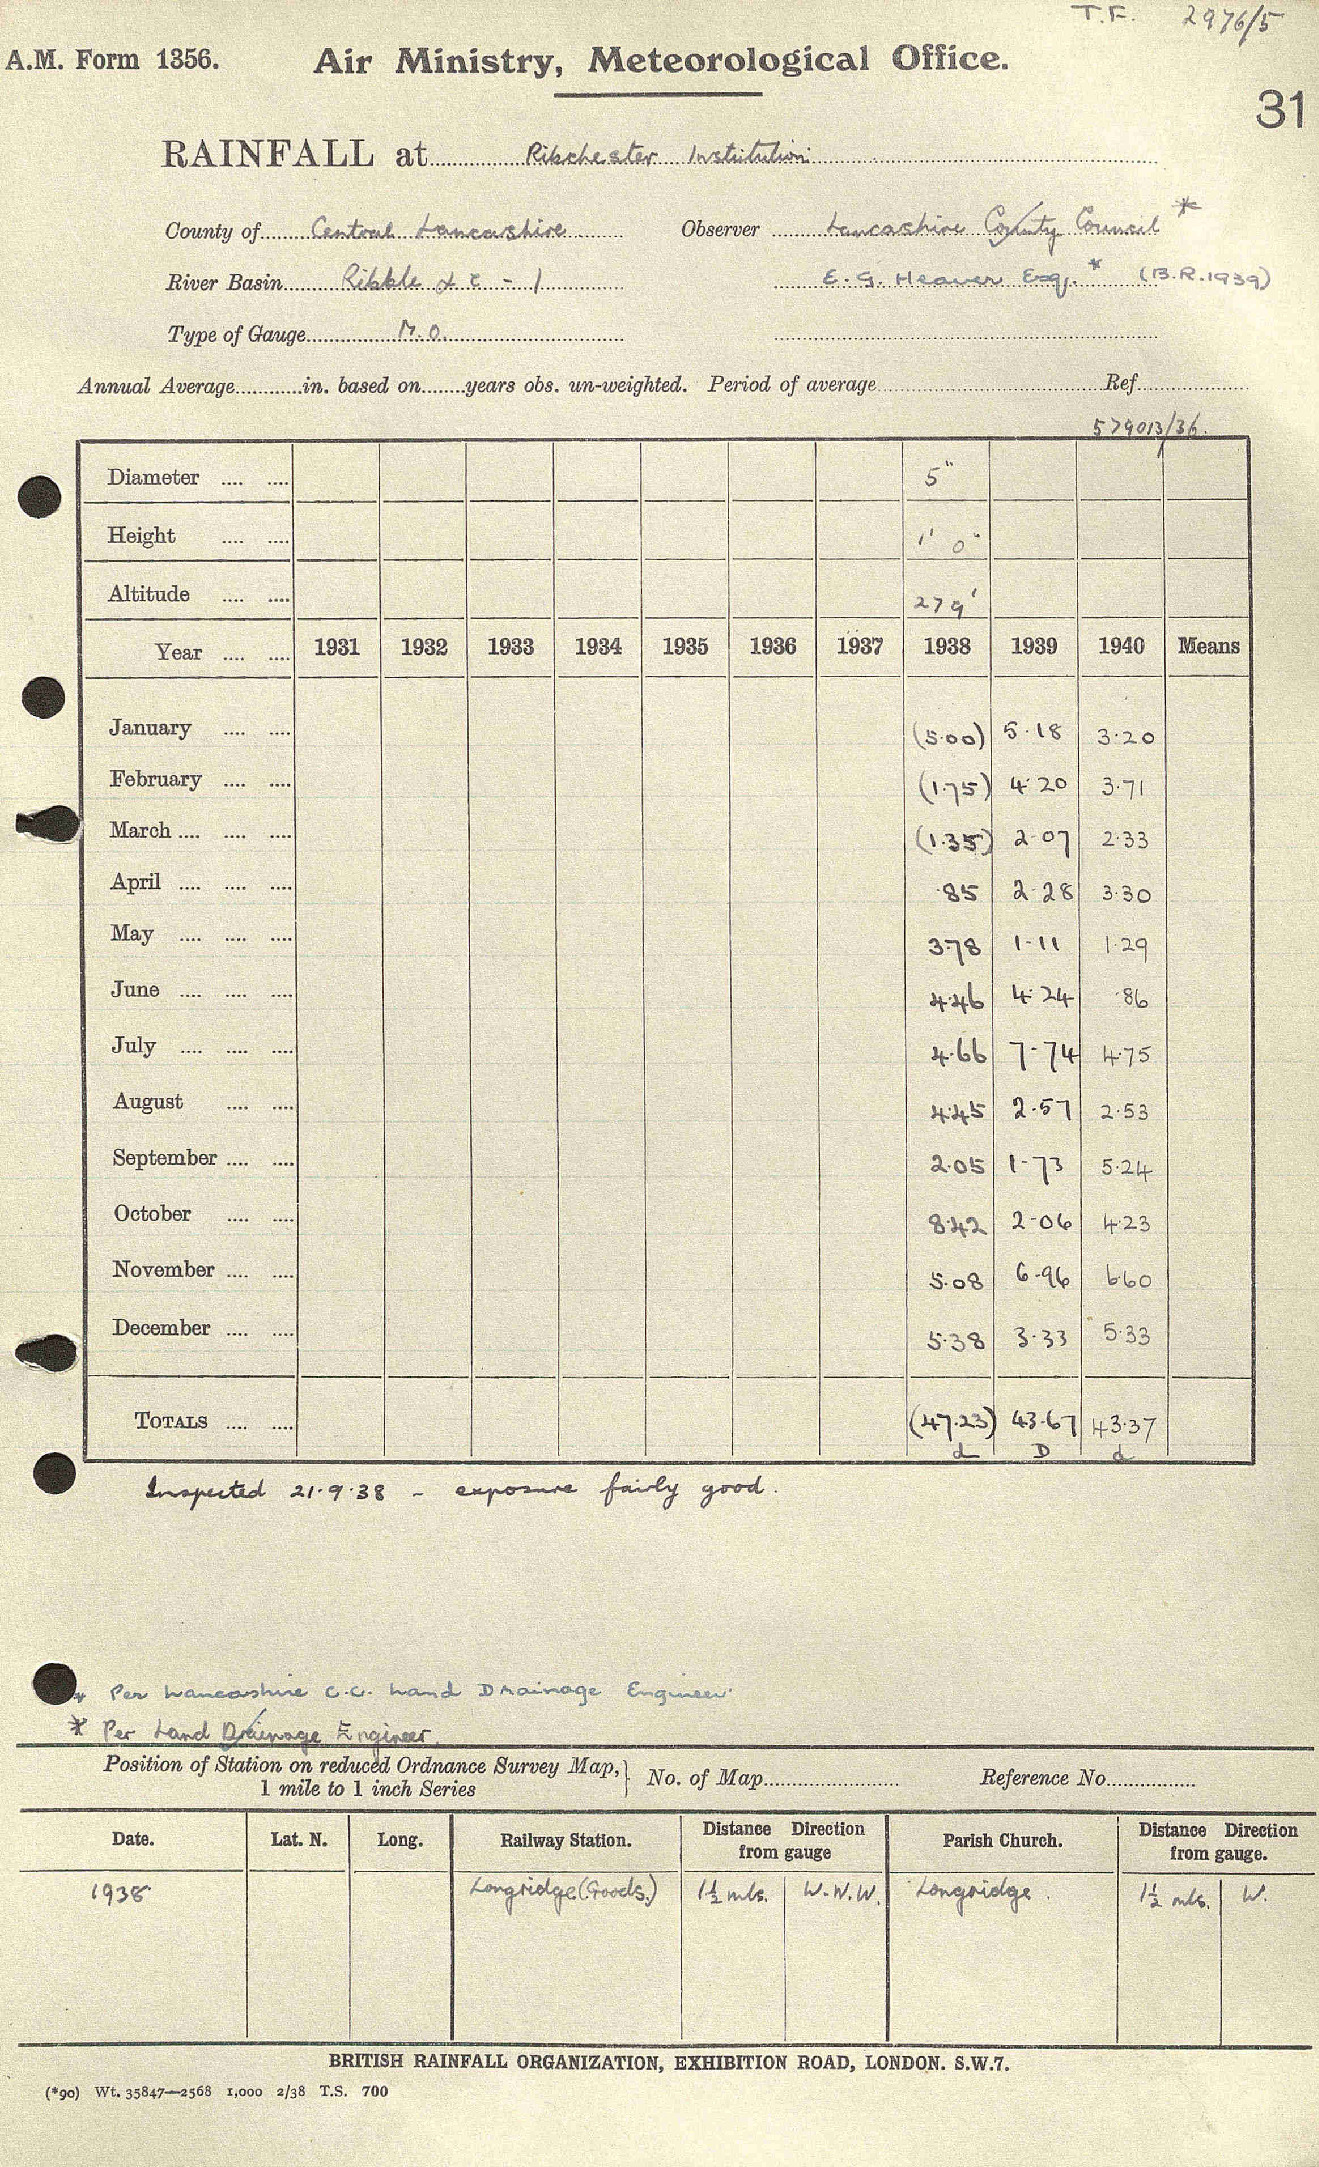 T.F. 2976/5
A.M. Form 1356. Air Ministry, Meteorological Office.
31
RAINFALL at Ribchester Institution
County of Central Lancashire Observer Lancashire County Council *
River Basin Ribble & c - 1 E. G. Heaver Esq. * (B.R.1939)
Type of Gauge M.O.
Annual Average in. based on years obs. un-weighted. Period of average Ref.
579013/36.
Diameter .... .... 5"
Height .... .... 1' 0"
Altitude .... .... 279'
Year .... .... 1931 1932 1933 1934 1935 1936 1937 1938 1939 1940 Means
January .... .... (5.00) 5.18 3.20
February .... .... (1.75) 4.20 3.71
March .... .... .... (1.35) 2.07 2.33
April .... .... .... .85 2.28 3.30
May .... .... .... 3.78 1.11 1.29
June .... .... .... 4.46 4.24 .86
July .... .... .... 4.66 7.74 4.75
August .... .... 4.45 2.57 2.53
September .... .... 2.05 1.73 5.24
October .... .... 8.42 2.06 4.23
November .... .... 5.08 6.96 6.60
December .... .... 5.38 3.33 5.33
TOTALS .... .... (47.23) 43.67 43.37
d D d
Inspected 21.9.38 - exposure fairly good.
* Per Lancashire C.C. Land Drainage Engineer
* Per Land Drainage Engineer.
Position of Station on reduced Ordnance Survey Map, 1 mile to 1 inch Series } No. of Map Reference No.
Date. Lat. N. Long. Railway Station. Distance Direction from gauge Parish Church. Distance Direction from gauge.
1938 Longridge (Goods.) 1½ mls. W.N.W. Longridge. 1½ mls. W.
BRITISH RAINFALL ORGANIZATION, EXHIBITION ROAD, LONDON. S.W.7.
(*90) Wt. 35847—2568 1,000 2/38 T.S. 700